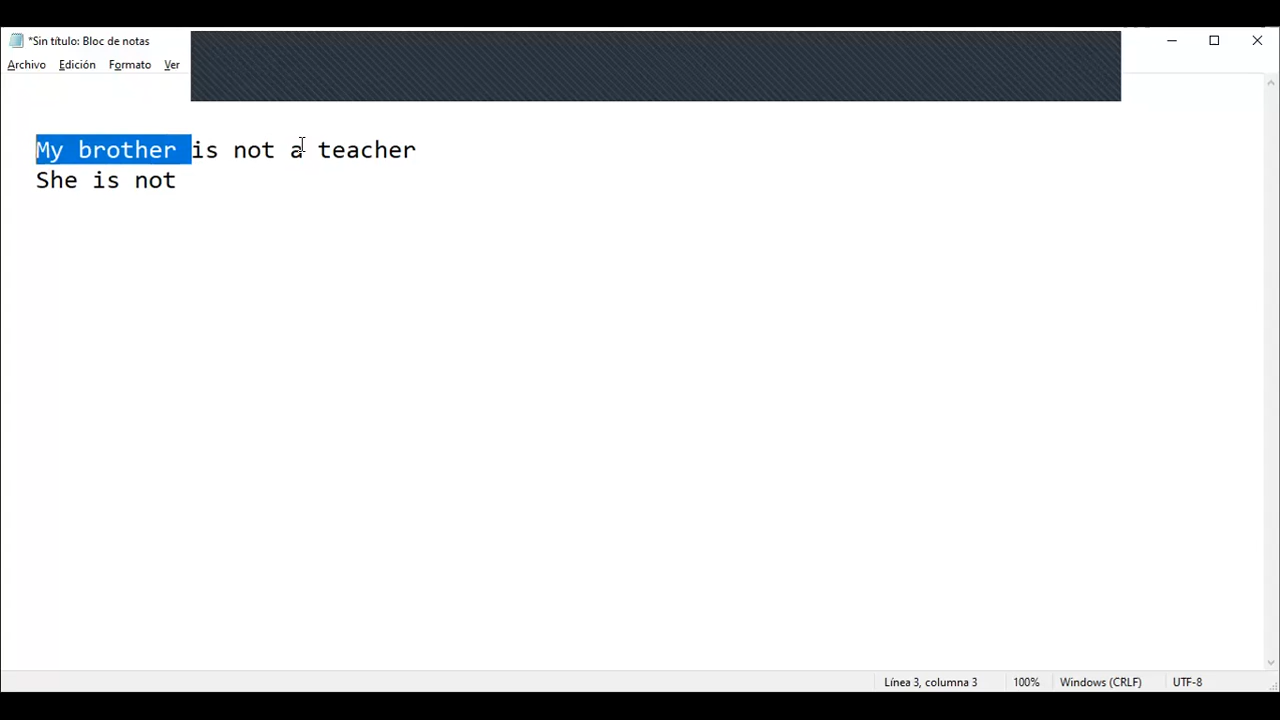 *Sin título: Bloc de notas
Archivo Edición Formato Ver
My brother is not a teacher
She is not
Línea 3, columna 3 100% Windows (CRLF) UTF-8